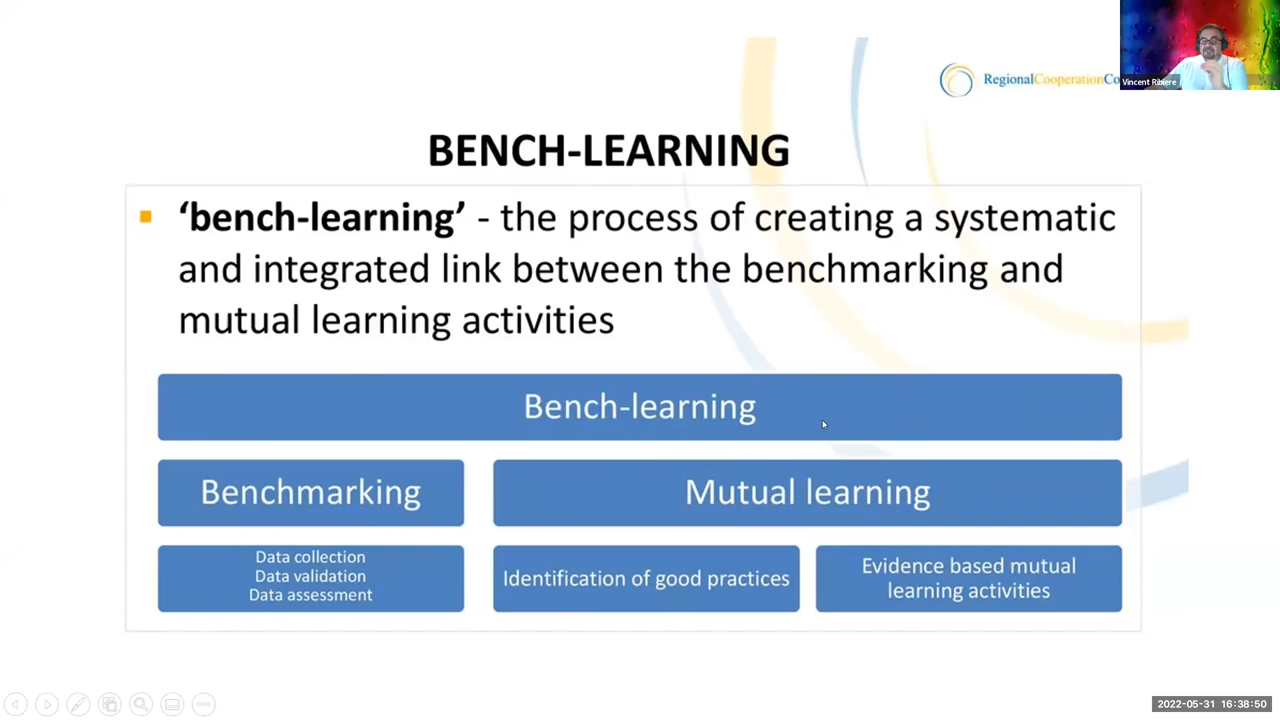 Vincent Ribiere
RegionalCooperationCo
BENCH-LEARNING
‘bench-learning’ - the process of creating a systematic
and integrated link between the benchmarking and
mutual learning activities
Bench-learning
Benchmarking
Mutual learning
Data collection
Data validation
Data assessment
Identification of good practices
Evidence based mutual
learning activities
2022-05-31 16:38:50